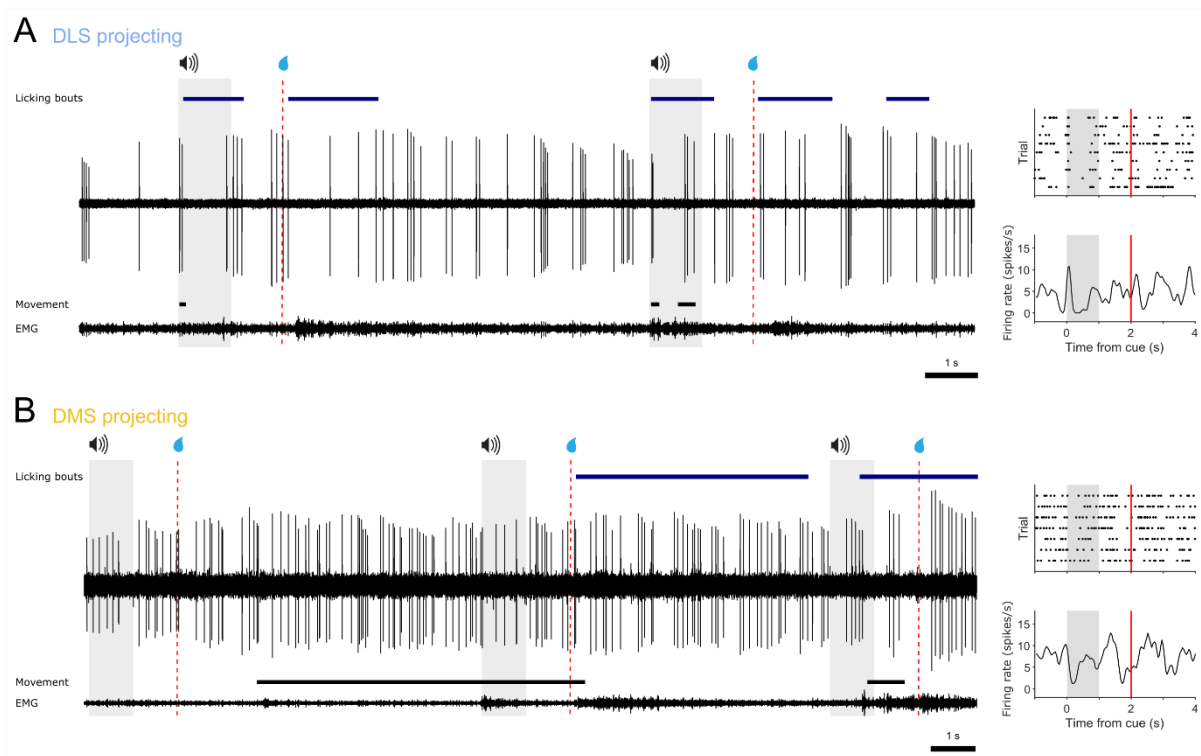 A DLS projecting
Licking bouts
Movement
EMG
1 s
Trial
Firing rate (spikes/s)
15
10
5
0
0 2 4
Time from cue (s)
B DMS projecting
Licking bouts
Movement
EMG
1 s
Trial
Firing rate (spikes/s)
15
10
5
0
0 2 4
Time from cue (s)